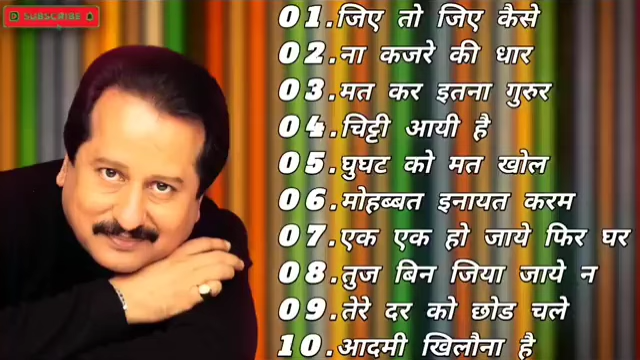 SUBSCRIBE
01.जिए तो जिए कैसे
02.ना कजरे की धार
03.मत कर इतना गुरुर
04.चिट्टी आयी है
05.घुघट को मत खोल
06.मोहब्बत इनायत करम
07.एक एक हो जाये फिर घर
08.तुज बिन जिया जाये न
09.तेरे दर को छोड चले
10.आदमी खिलौना है